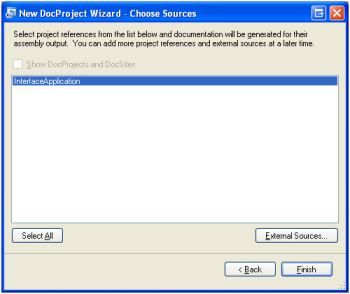 New DocProject Wizard - Choose Sources
Select project references from the list below and documentation will be generated for their
assembly output. You can add more project references and external sources at a later time.
Show DocProjects and DocSites
InterfaceApplication
Select All
External Sources...
< Back
Finish